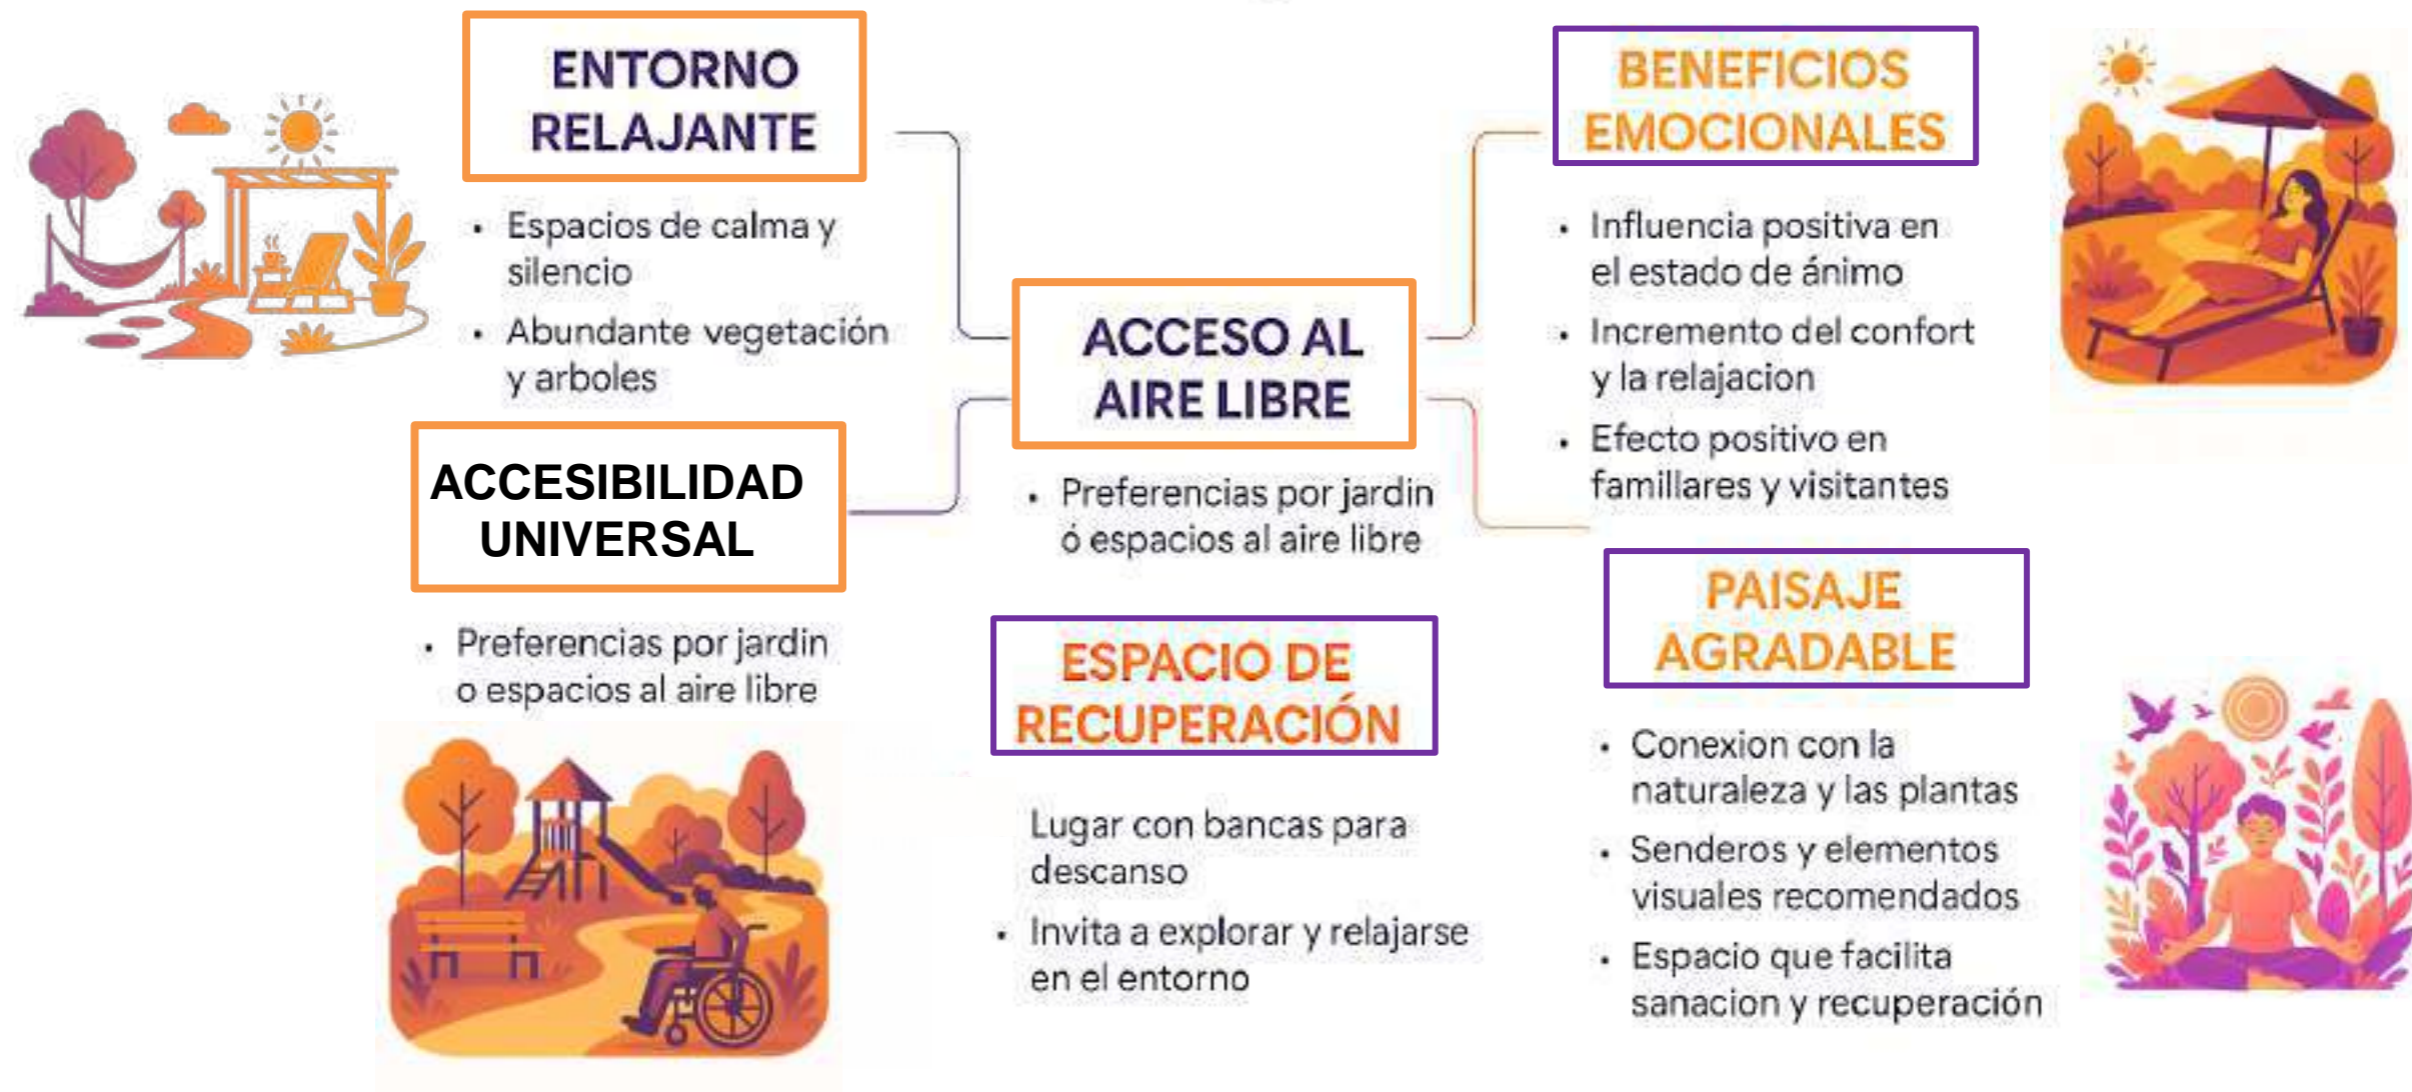 ENTORNO
RELAJANTE
• Espacios de calma y
silencio
• Abundante vegetación
y arboles
ACCESIBILIDAD
UNIVERSAL
• Preferencias por jardin
o espacios al aire libre
ACCESO AL
AIRE LIBRE
• Preferencias por jardin
ó espacios al aire libre
ESPACIO DE
RECUPERACIÓN
Lugar con bancas para
descanso
• Invita a explorar y relajarse
en el entorno
BENEFICIOS
EMOCIONALES
• Influencia positiva en
el estado de ánimo
• Incremento del confort
y la relajacion
• Efecto positivo en
famillares y visitantes
PAISAJE
AGRADABLE
• Conexion con la
naturaleza y las plantas
• Senderos y elementos
visuales recomendados
• Espacio que facilita
sanacion y recuperación